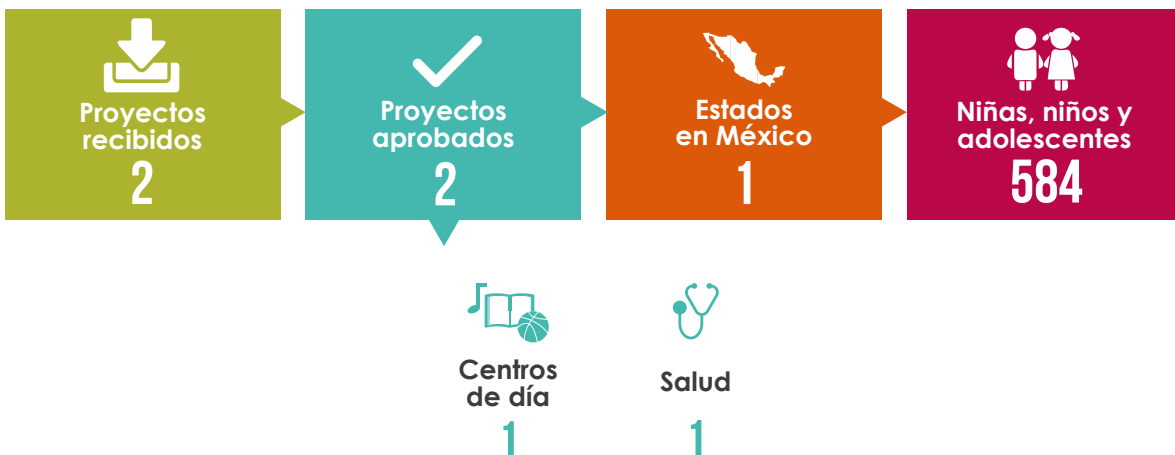 Proyectos
recibidos
2
Proyectos
aprobados
2
Estados
en México
1
Niñas, niños y
adolescentes
584
Centros
de día
1
Salud
1